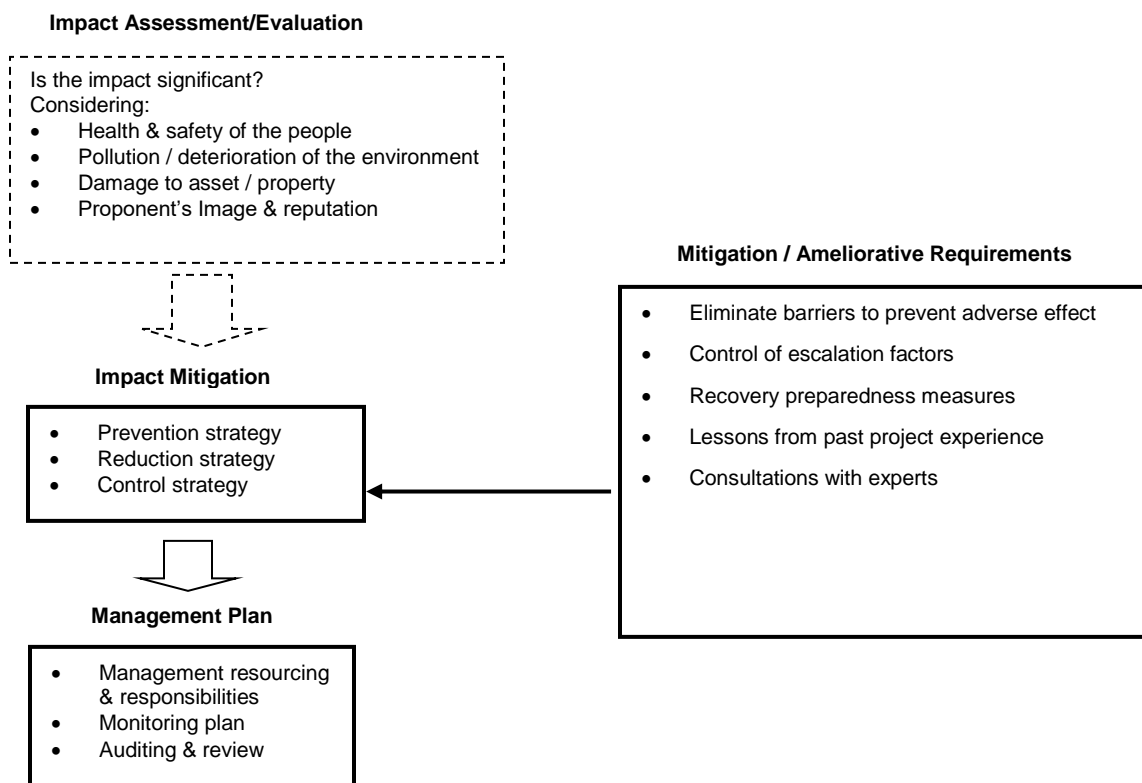 Impact Assessment/Evaluation
Is the impact significant?
Considering:
• Health & safety of the people
• Pollution / deterioration of the environment
• Damage to asset / property
• Proponent's Image & reputation
Impact Mitigation
• Prevention strategy
• Reduction strategy
• Control strategy
Mitigation / Ameliorative Requirements
• Eliminate barriers to prevent adverse effect
• Control of escalation factors
• Recovery preparedness measures
• Lessons from past project experience
• Consultations with experts
Management Plan
• Management resourcing
& responsibilities
• Monitoring plan
• Auditing & review